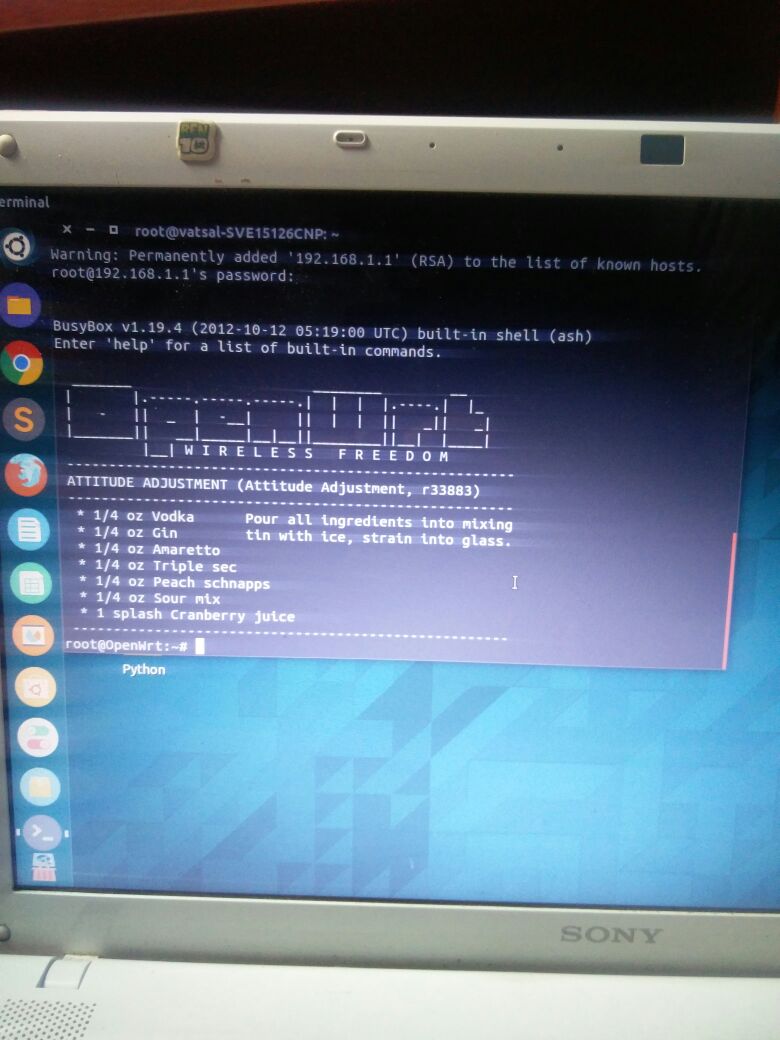 BEN
10
erminal
x – □ root@vatsal-SVE15126CNP: ~
Warning: Permanently added '192.168.1.1' (RSA) to the list of known hosts.
root@192.168.1.1's password:
BusyBox v1.19.4 (2012-10-12 05:19:00 UTC) built-in shell (ash)
Enter 'help' for a list of built-in commands.
OpenWrt
W I R E L E S S   F R E E D O M
-----------------------------------------------------
ATTITUDE ADJUSTMENT (Attitude Adjustment, r33883)
-----------------------------------------------------
* 1/4 oz Vodka      Pour all ingredients into mixing
* 1/4 oz Gin        tin with ice, strain into glass.
* 1/4 oz Amaretto
* 1/4 oz Triple sec
* 1/4 oz Peach schnapps
* 1/4 oz Sour mix
* 1 splash Cranberry juice
-----------------------------------------------------
root@OpenWrt:~#
Python
S
SONY